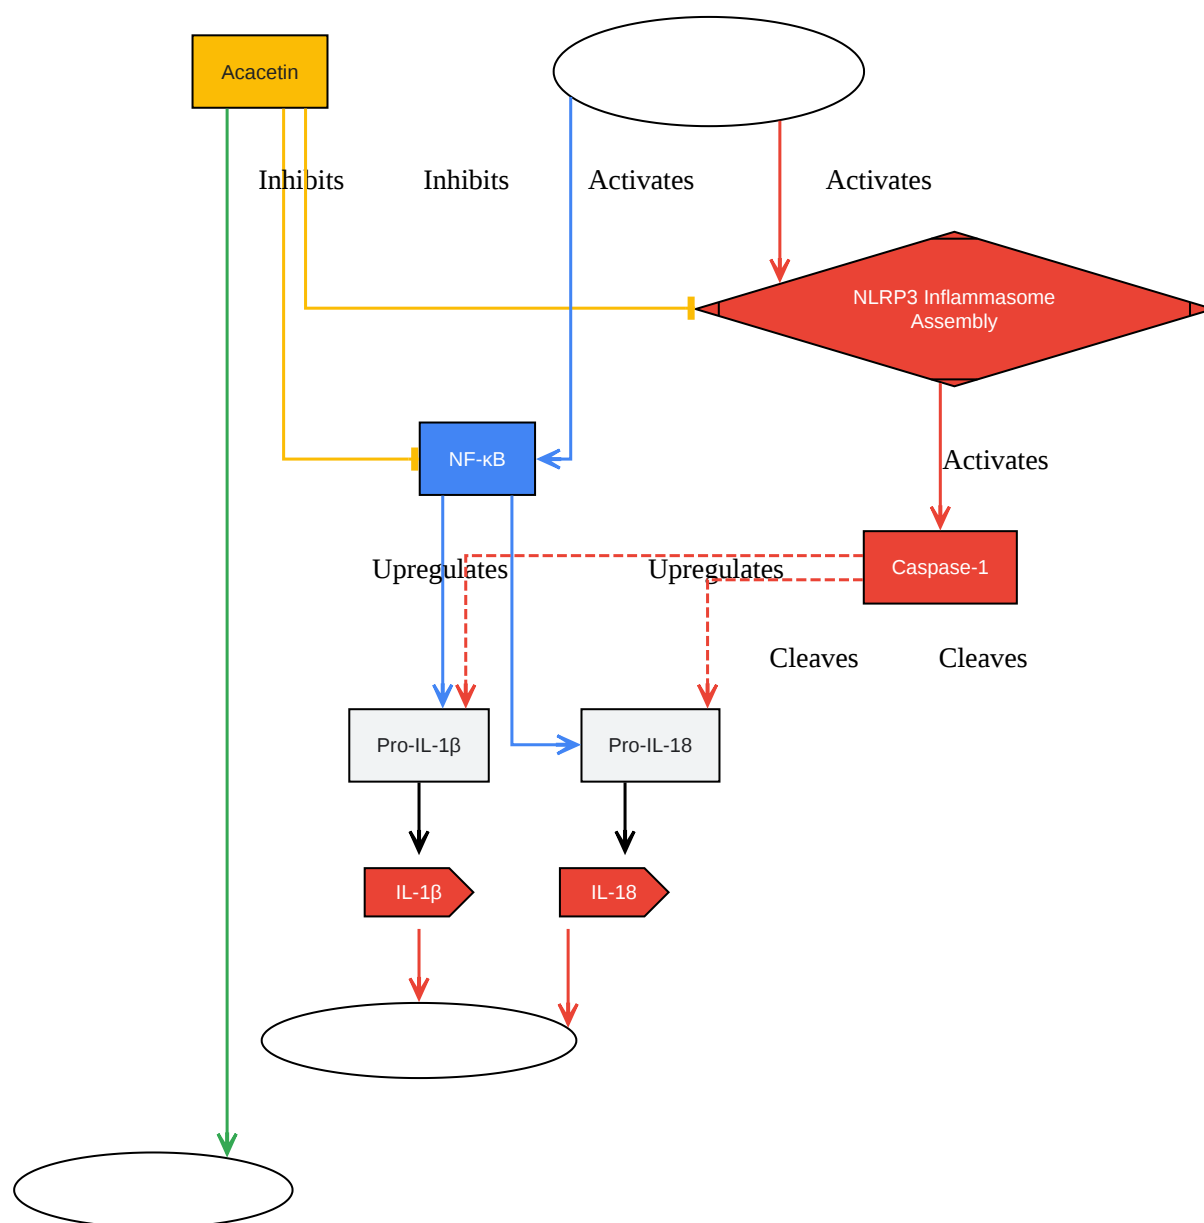 Acacetin
Inhibits
Inhibits
Activates
Activates
NLRP3 Inflammasome
Assembly
NF-κB
Activates
Upregulates
Upregulates
Caspase-1
Cleaves
Cleaves
Pro-IL-1β
Pro-IL-18
IL-1β
IL-18